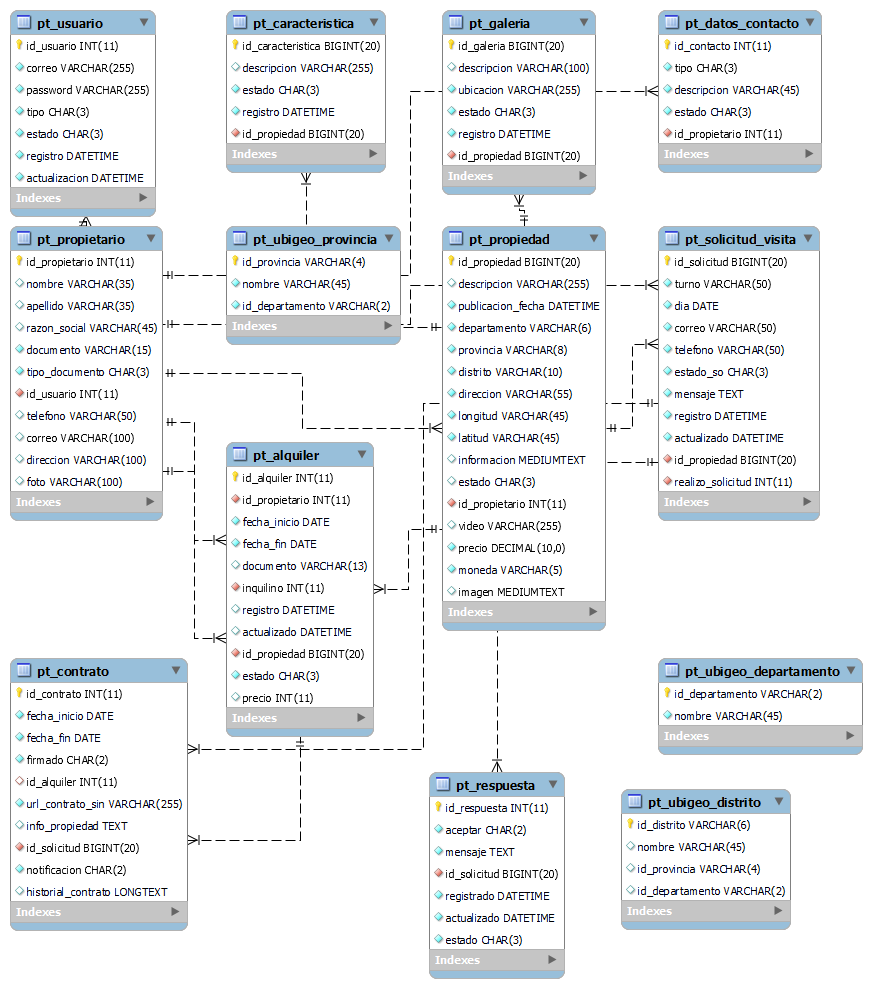 pt_usuario
id_usuario INT(11)
correo VARCHAR(255)
password VARCHAR(255)
tipo CHAR(3)
estado CHAR(3)
registro DATETIME
actualizacion DATETIME
Indexes
pt_caracteristica
id_caracteristica BIGINT(20)
descripcion VARCHAR(255)
estado CHAR(3)
registro DATETIME
id_propiedad BIGINT(20)
Indexes
pt_galeria
id_galeria BIGINT(20)
descripcion VARCHAR(100)
ubicacion VARCHAR(255)
estado CHAR(3)
registro DATETIME
id_propiedad BIGINT(20)
Indexes
pt_datos_contacto
id_contacto INT(11)
tipo CHAR(3)
descripcion VARCHAR(45)
estado CHAR(3)
id_propietario INT(11)
Indexes
pt_propietario
id_propietario INT(11)
nombre VARCHAR(35)
apellido VARCHAR(35)
razon_social VARCHAR(45)
documento VARCHAR(15)
tipo_documento CHAR(3)
id_usuario INT(11)
telefono VARCHAR(50)
correo VARCHAR(100)
direccion VARCHAR(100)
foto VARCHAR(100)
Indexes
pt_ubigeo_provincia
id_provincia VARCHAR(4)
nombre VARCHAR(45)
id_departamento VARCHAR(2)
Indexes
pt_propiedad
id_propiedad BIGINT(20)
descripcion VARCHAR(255)
publicacion_fecha DATETIME
departamento VARCHAR(6)
provincia VARCHAR(8)
distrito VARCHAR(10)
direccion VARCHAR(55)
longitud VARCHAR(45)
latitud VARCHAR(45)
informacion MEDIUMTEXT
estado CHAR(3)
id_propietario INT(11)
video VARCHAR(255)
precio DECIMAL(10,0)
moneda VARCHAR(5)
imagen MEDIUMTEXT
Indexes
pt_solicitud_visita
id_solicitud BIGINT(20)
turno VARCHAR(50)
dia DATE
correo VARCHAR(50)
telefono VARCHAR(50)
estado_so CHAR(3)
mensaje TEXT
registro DATETIME
actualizado DATETIME
id_propiedad BIGINT(20)
realizo_solicitud INT(11)
Indexes
pt_alquiler
id_alquiler INT(11)
id_propietario INT(11)
fecha_inicio DATE
fecha_fin DATE
documento VARCHAR(13)
inquilino INT(11)
registro DATETIME
actualizado DATETIME
id_propiedad BIGINT(20)
estado CHAR(3)
precio INT(11)
Indexes
pt_contrato
id_contrato INT(11)
fecha_inicio DATE
fecha_fin DATE
firmado CHAR(2)
id_alquiler INT(11)
url_contrato_sin VARCHAR(255)
info_propiedad TEXT
id_solicitud BIGINT(20)
notificacion CHAR(2)
historial_contrato LONGTEXT
Indexes
pt_ubigeo_departamento
id_departamento VARCHAR(2)
nombre VARCHAR(45)
Indexes
pt_respuesta
id_respuesta INT(11)
aceptar CHAR(2)
mensaje TEXT
id_solicitud BIGINT(20)
registrado DATETIME
actualizado DATETIME
estado CHAR(3)
Indexes
pt_ubigeo_distrito
id_distrito VARCHAR(6)
nombre VARCHAR(45)
id_provincia VARCHAR(4)
id_departamento VARCHAR(2)
Indexes